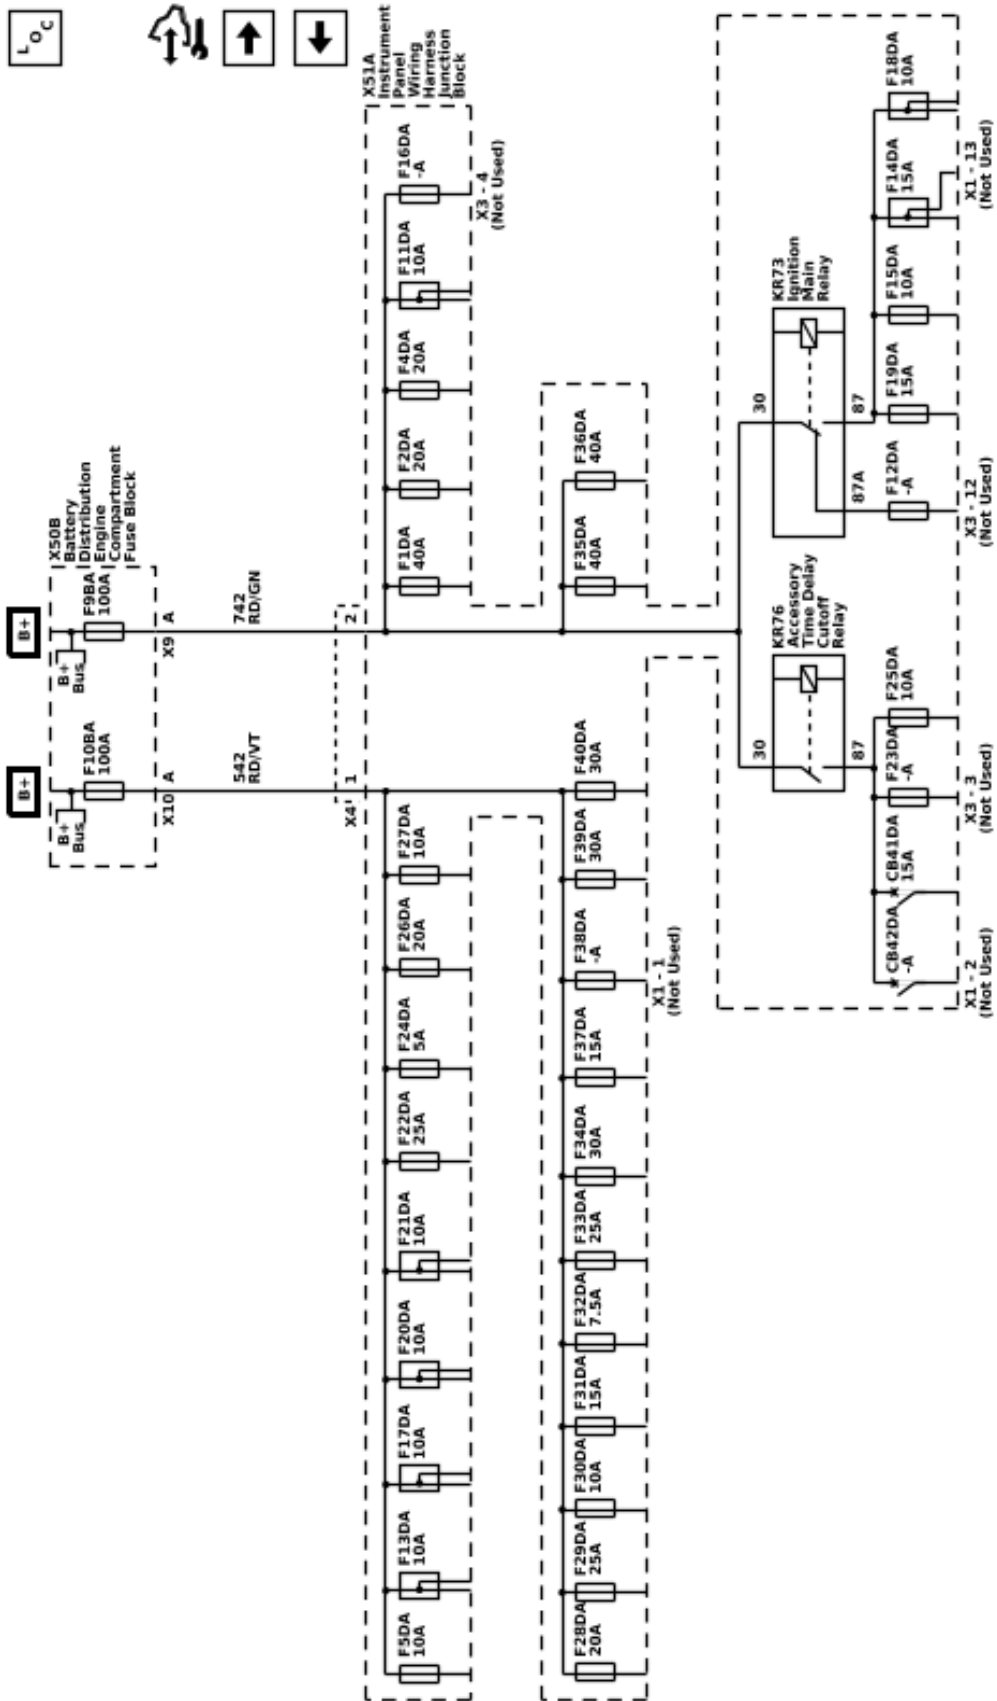 L O C
B+
B+
X50B
Battery
Distribution
Engine
Compartment
Fuse Block
B+
Bus
F10BA
100A
B+
Bus
F9BA
100A
X10
A
X9
A
542
RD/VT
742
RD/GN
X4
1
2
X51A
Instrument
Panel
Wiring
Harness
Junction
Block
F5DA
10A
F13DA
10A
F17DA
10A
F20DA
10A
F21DA
10A
F22DA
25A
F24DA
5A
F26DA
20A
F27DA
10A
F1DA
40A
F2DA
20A
F4DA
20A
F11DA
10A
F16DA
-A
X3 - 4
(Not Used)
F28DA
20A
F29DA
25A
F30DA
10A
F31DA
15A
F32DA
7.5A
F33DA
25A
F34DA
30A
F37DA
15A
F38DA
-A
F39DA
30A
F40DA
30A
F35DA
40A
F36DA
40A
X1 - 1
(Not Used)
KR76
Accessory
Time Delay
Cutoff
Relay
KR73
Ignition
Main
Relay
30
30
87
87A
87
CB42DA
-A
CB41DA
15A
F23DA
-A
F25DA
10A
F12DA
-A
F19DA
15A
F15DA
10A
F14DA
15A
F18DA
10A
X1 - 2
(Not Used)
X3 - 3
(Not Used)
X3 - 12
(Not Used)
X1 - 13
(Not Used)